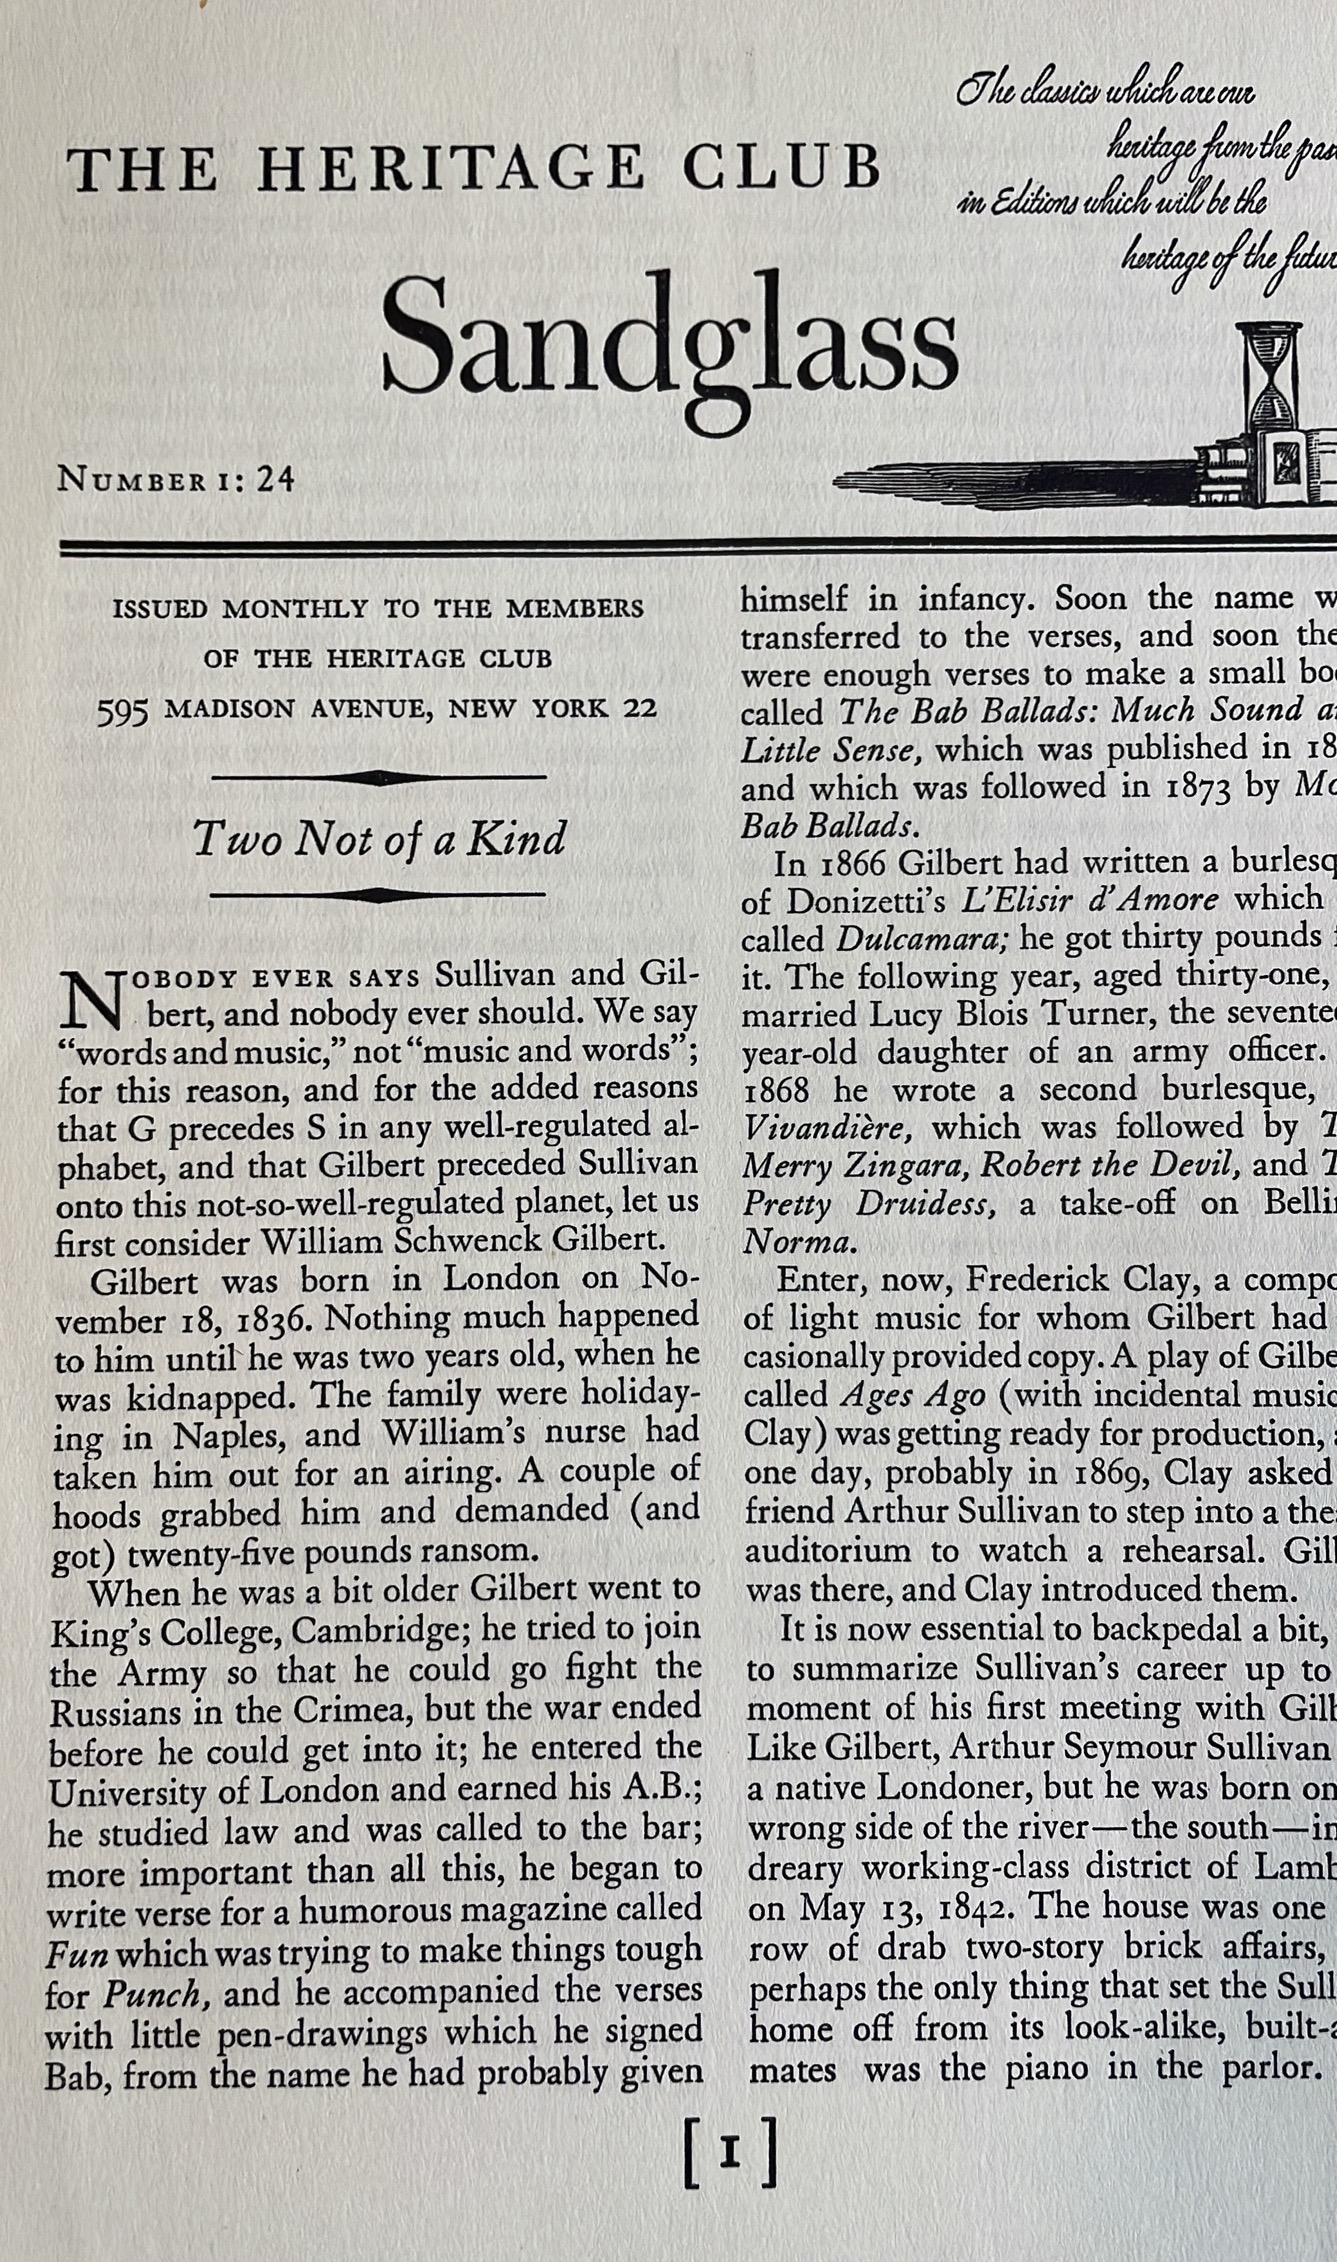 The classics which are our
heritage from the
in Editions which will be the
heritage of the
THE HERITAGE CLUB
Sandglass
NUMBER I: 24
ISSUED MONTHLY TO THE MEMBERS
OF THE HERITAGE CLUB
595 MADISON AVENUE, NEW YORK 22
Two Not of a Kind
NOBODY EVER SAYS Sullivan and Gil-
bert, and nobody ever should. We say
“words and music,” not “music and words”;
for this reason, and for the added reasons
that G precedes S in any well-regulated al-
phabet, and that Gilbert preceded Sullivan
onto this not-so-well-regulated planet, let us
first consider William Schwenck Gilbert.
Gilbert was born in London on No-
vember 18, 1836. Nothing much happened
to him until he was two years old, when he
was kidnapped. The family were holiday-
ing in Naples, and William’s nurse had
taken him out for an airing. A couple of
hoods grabbed him and demanded (and
got) twenty-five pounds ransom.
When he was a bit older Gilbert went to
King’s College, Cambridge; he tried to join
the Army so that he could go fight the
Russians in the Crimea, but the war ended
before he could get into it; he entered the
University of London and earned his A.B.;
he studied law and was called to the bar;
more important than all this, he began to
write verse for a humorous magazine called
Fun which was trying to make things tough
for Punch, and he accompanied the verses
with little pen-drawings which he signed
Bab, from the name he had probably given
himself in infancy. Soon the name
transferred to the verses, and soon
were enough verses to make a small
called The Bab Ballads: Much Sound
Little Sense, which was published in
and which was followed in 1873 by
Bab Ballads.
In 1866 Gilbert had written a
of Donizetti’s L’Elisir d’Amore which
called Dulcamara; he got thirty pounds
it. The following year, aged thirty-one,
married Lucy Blois Turner, the
year-old daughter of an army officer.
1868 he wrote a second burlesque,
Vivandière, which was followed by
Merry Zingara, Robert the Devil, and
Pretty Druidess, a take-off on
Norma.
Enter, now, Frederick Clay, a
of light music for whom Gilbert had
casionally provided copy. A play of
called Ages Ago (with incidental music
Clay) was getting ready for production,
one day, probably in 1869, Clay asked
friend Arthur Sullivan to step into a
auditorium to watch a rehearsal.
was there, and Clay introduced them.
It is now essential to backpedal a bit,
to summarize Sullivan’s career up to
moment of his first meeting with
Like Gilbert, Arthur Seymour Sullivan
a native Londoner, but he was born on
wrong side of the river—the south—in
dreary working-class district of
on May 13, 1842. The house was one
row of drab two-story brick affairs,
perhaps the only thing that set the
home off from its look-alike,
mates was the piano in the parlor.
[1]